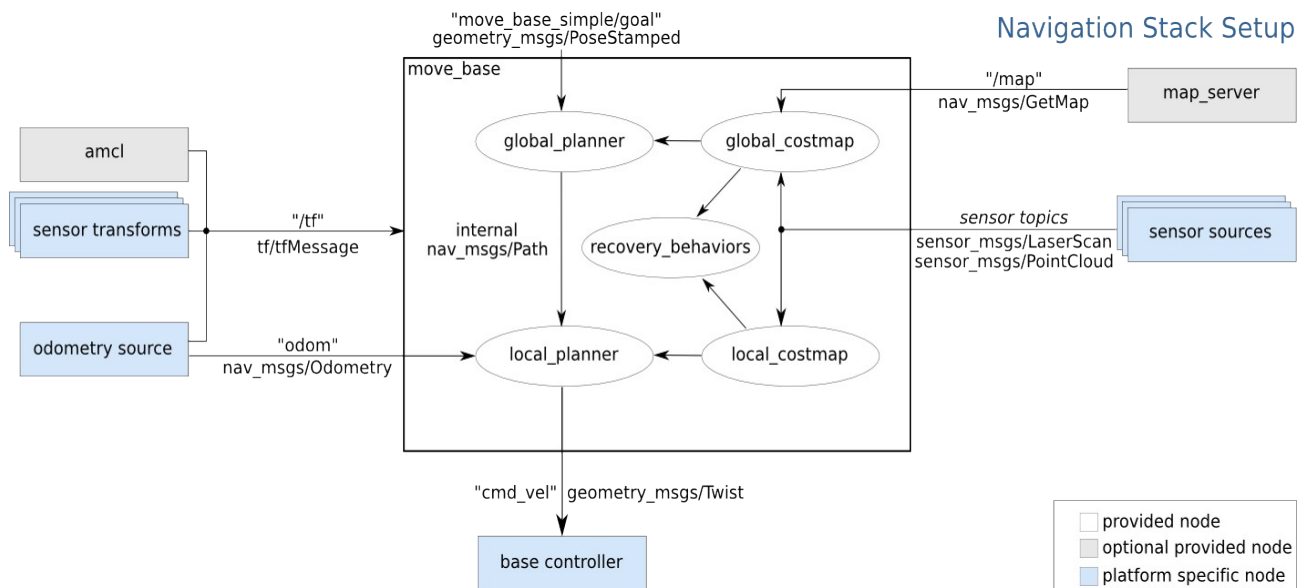 Navigation Stack Setup
"move_base_simple/goal"
geometry_msgs/PoseStamped
move_base
"/map"
nav_msgs/GetMap
map_server
global_planner
global_costmap
amcl
sensor transforms
"/tf"
tf/tfMessage
internal
nav_msgs/Path
recovery_behaviors
sensor topics
sensor_msgs/LaserScan
sensor_msgs/PointCloud
sensor sources
odometry source
"odom"
nav_msgs/Odometry
local_planner
local_costmap
"cmd_vel" geometry_msgs/Twist
base controller
provided node
optional provided node
platform specific node